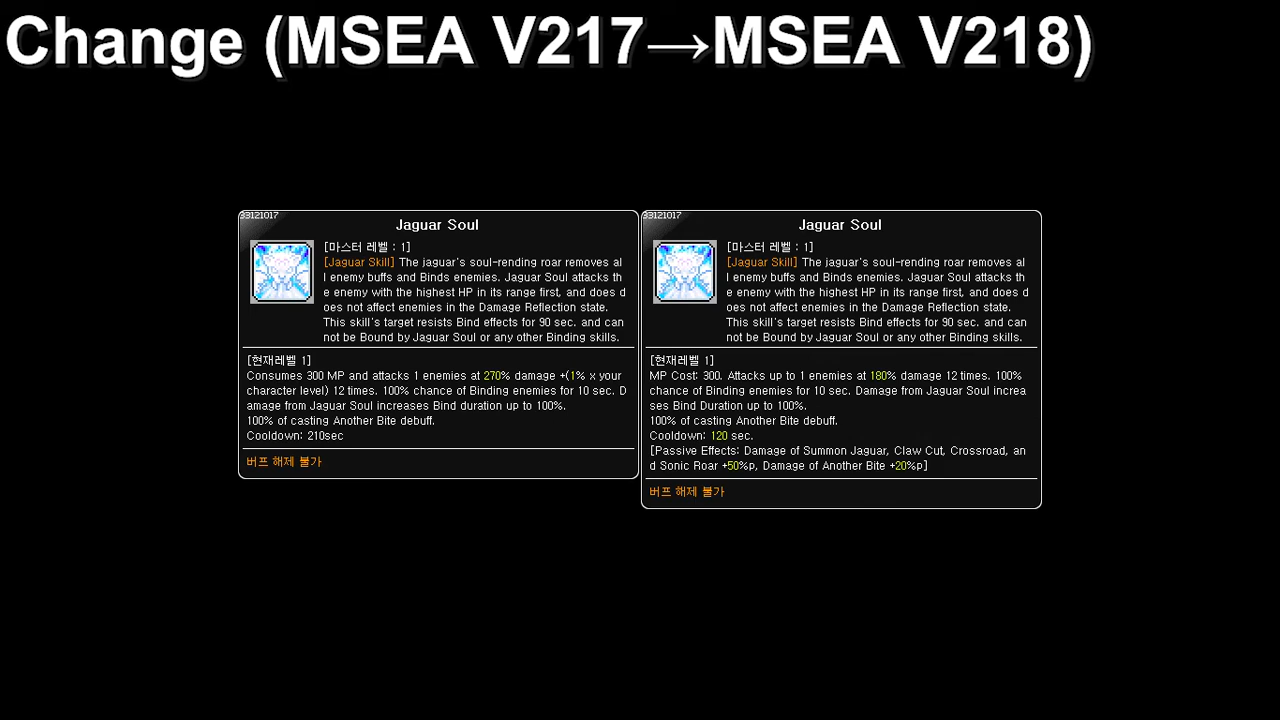 Change (MSEA V217→MSEA V218)
33121017
Jaguar Soul
[마스터 레벨 : 1]
[Jaguar Skill] The jaguar's soul-rending roar removes al
l enemy buffs and Binds enemies. Jaguar Soul attacks th
e enemy with the highest HP in its range first, and does d
oes not affect enemies in the Damage Reflection state.
This skill's target resists Bind effects for 90 sec. and can
not be Bound by Jaguar Soul or any other Binding skills.
[현재레벨 1]
Consumes 300 MP and attacks 1 enemies at 270% damage +(1% x your
character level) 12 times. 100% chance of Binding enemies for 10 sec. D
amage from Jaguar Soul increases Bind duration up to 100%.
100% of casting Another Bite debuff.
Cooldown: 210sec
버프 해제 불가
33121017
Jaguar Soul
[마스터 레벨 : 1]
[Jaguar Skill] The jaguar's soul-rending roar removes al
l enemy buffs and Binds enemies. Jaguar Soul attacks th
e enemy with the highest HP in its range first, and does d
oes not affect enemies in the Damage Reflection state.
This skill's target resists Bind effects for 90 sec. and can
not be Bound by Jaguar Soul or any other Binding skills.
[현재레벨 1]
MP Cost: 300. Attacks up to 1 enemies at 180% damage 12 times. 100%
chance of Binding enemies for 10 sec. Damage from Jaguar Soul increa
ses Bind Duration up to 100%.
100% of casting Another Bite debuff.
Cooldown: 120 sec.
[Passive Effects: Damage of Summon Jaguar, Claw Cut, Crossroad, an
d Sonic Roar +50%p, Damage of Another Bite +20%p]
버프 해제 불가